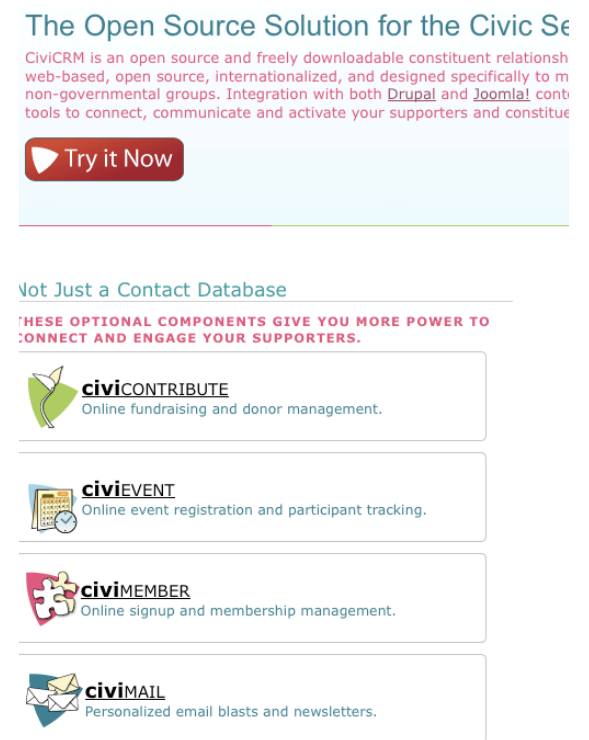 The Open Source Solution for the Civic Se
CiviCRM is an open source and freely downloadable constituent relationsh
web-based, open source, internationalized, and designed specifically to m
non-governmental groups. Integration with both Drupal and Joomla! cont
tools to connect, communicate and activate your supporters and constitue
Try it Now
Not Just a Contact Database
THESE OPTIONAL COMPONENTS GIVE YOU MORE POWER TO
CONNECT AND ENGAGE YOUR SUPPORTERS.
civiCONTRIBUTE
Online fundraising and donor management.
civiEVENT
Online event registration and participant tracking.
civiMEMBER
Online signup and membership management.
civiMAIL
Personalized email blasts and newsletters.